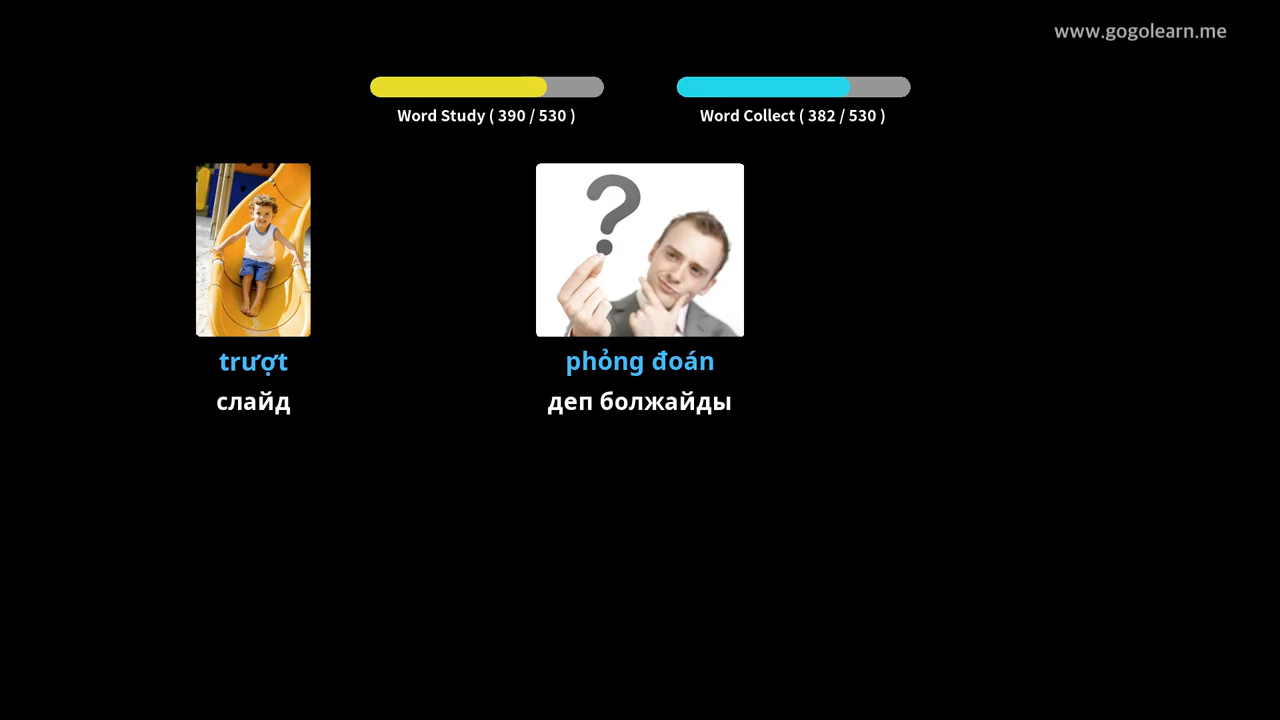 www.gogolearn.me
Word Study ( 390 / 530 )
Word Collect ( 382 / 530 )
trượt
слайд
phỏng đoán
деп болжайды